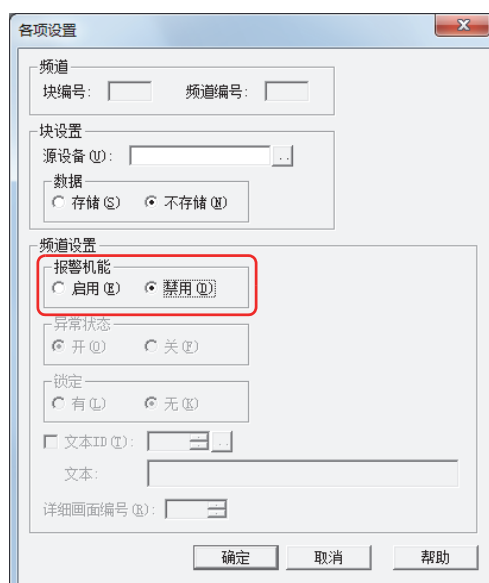 各项设置
频道
块编号: 频道编号:
块设置
源设备(U): ..
数据
存储(S) 不存储(N)
频道设置
报警机能
启用(E) 禁用(D)
异常状态
开(O) 关(F)
锁定
有(L) 无(K)
文本ID(T): ..
文本:
详细画面编号(R):
确定 取消 帮助